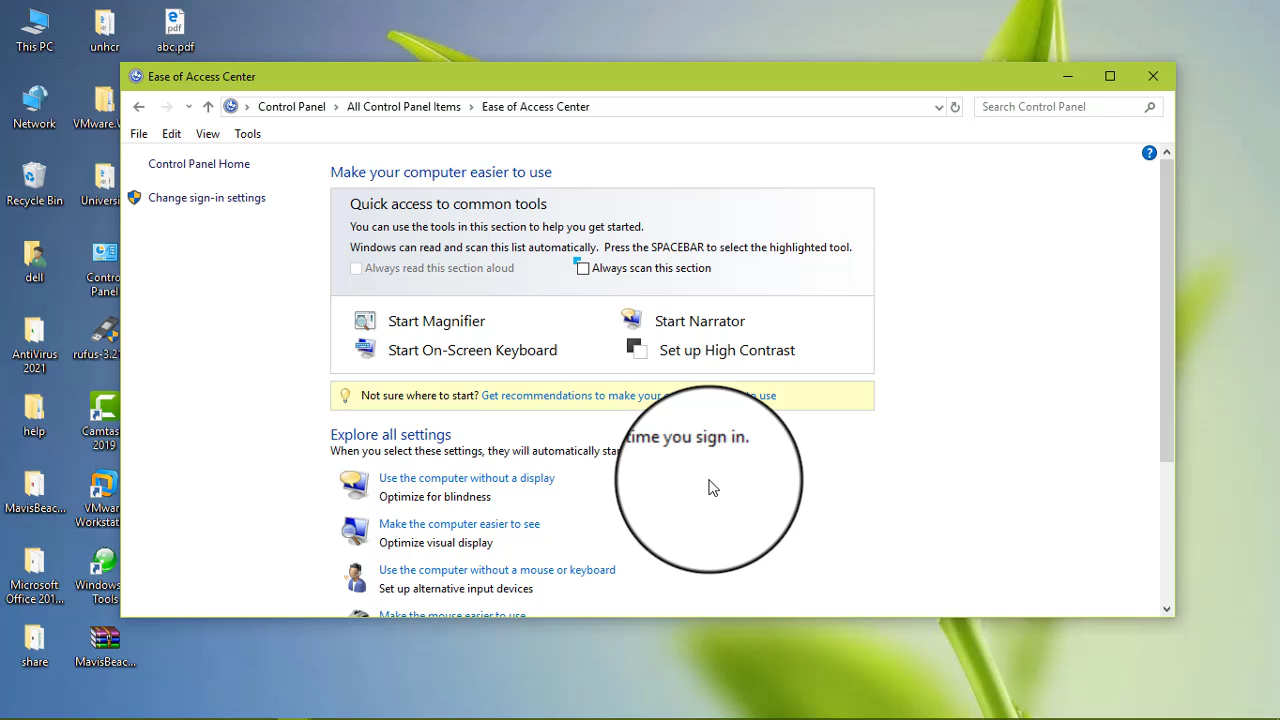 This PC
unhcr
abc.pdf
Ease of Access Center
Control Panel
All Control Panel Items
Ease of Access Center
Search Control Panel
Network
VMware.W
File
Edit
View
Tools
Control Panel Home
Make your computer easier to use
Recycle Bin
Universi
Change sign-in settings
Quick access to common tools
You can use the tools in this section to help you get started.
Windows can read and scan this list automatically. Press the SPACEBAR to select the highlighted tool.
Always read this section aloud
Always scan this section
dell
Contro
Panel
Start Magnifier
Start Narrator
Start On-Screen Keyboard
Set up High Contrast
AntiVirus
2021
rufus-3.2
Not sure where to start? Get recommendations to make your
to use
Explore all settings
When you select these settings, they will automatically star
time you sign in.
help
Camtas
2019
Use the computer without a display
Optimize for blindness
MavisBeac...
VMwar
Workstat
Make the computer easier to see
Optimize visual display
Use the computer without a mouse or keyboard
Set up alternative input devices
Microsoft
Office 201...
Windows
Tools
Make the mouse easier to use
share
MavisBeac...